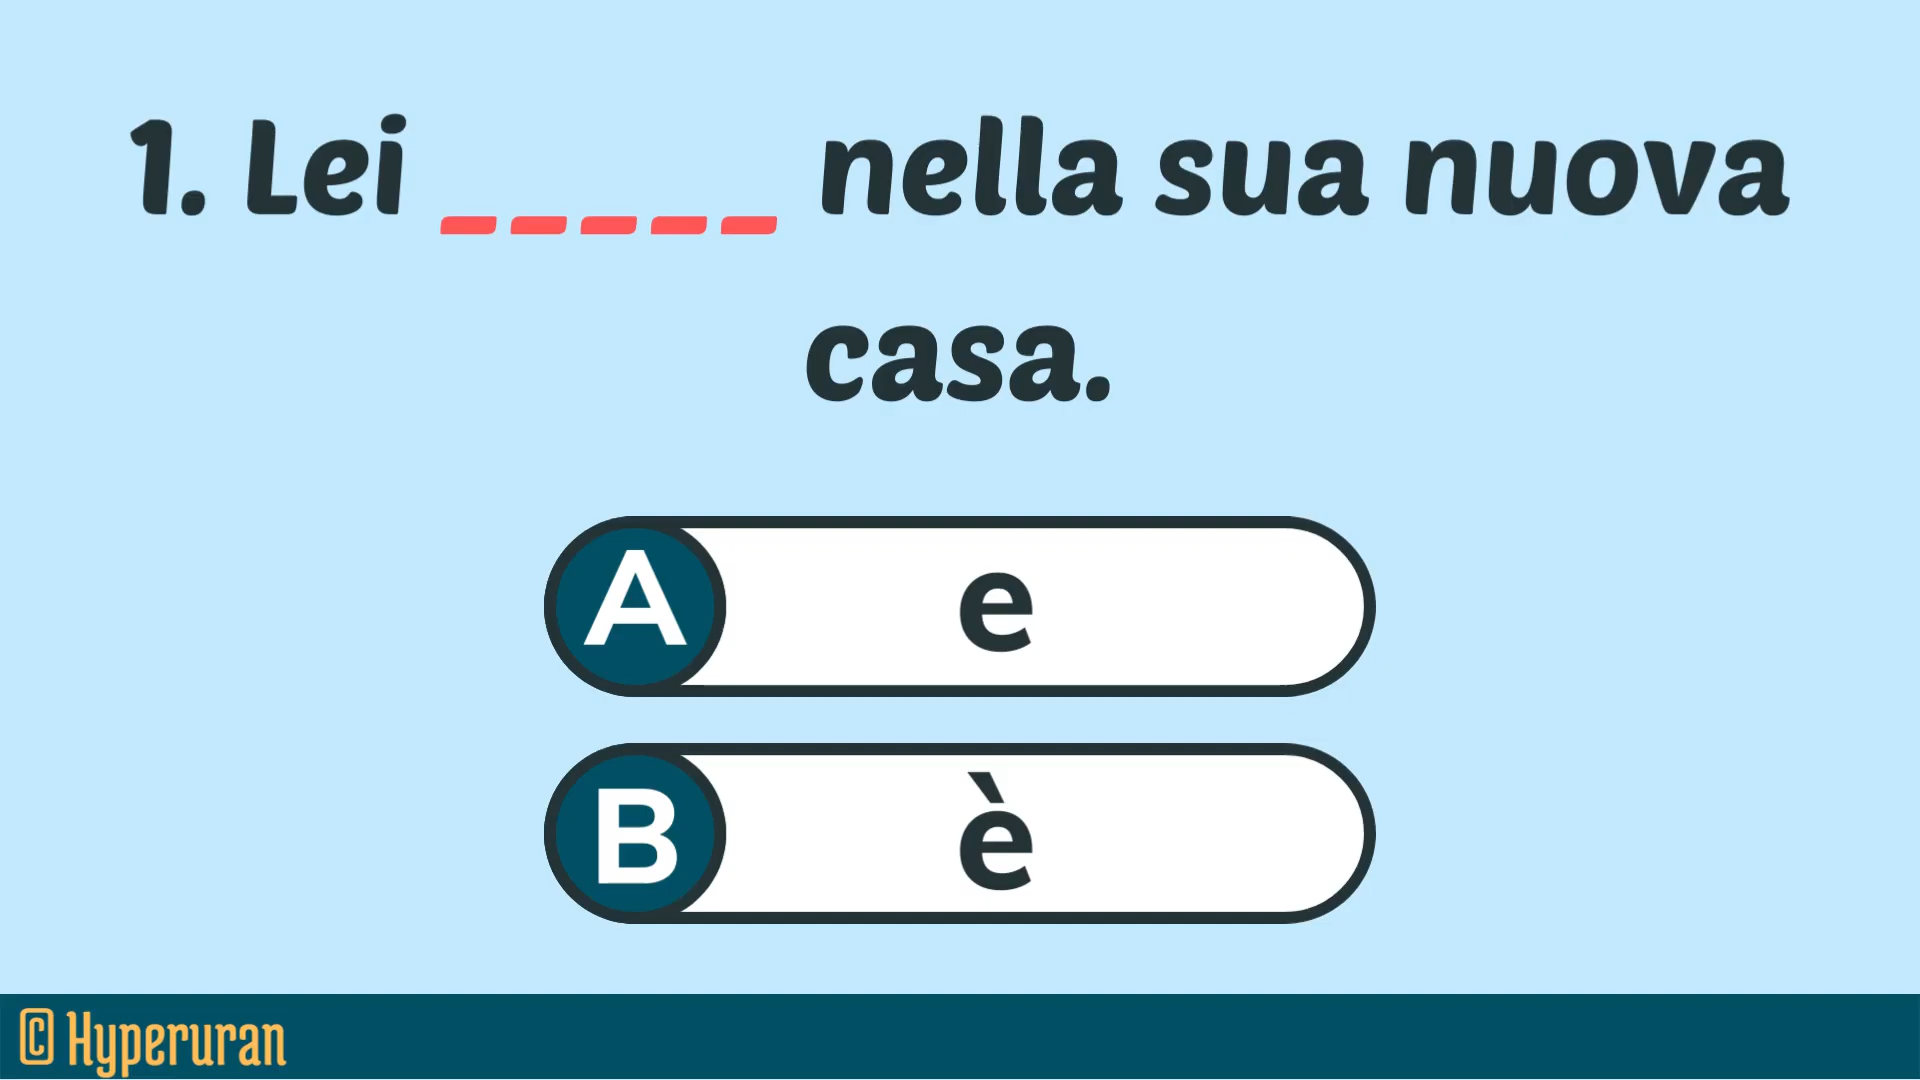 1. Lei _____ nella sua nuova
casa.
A e
B è
© Hyperuran